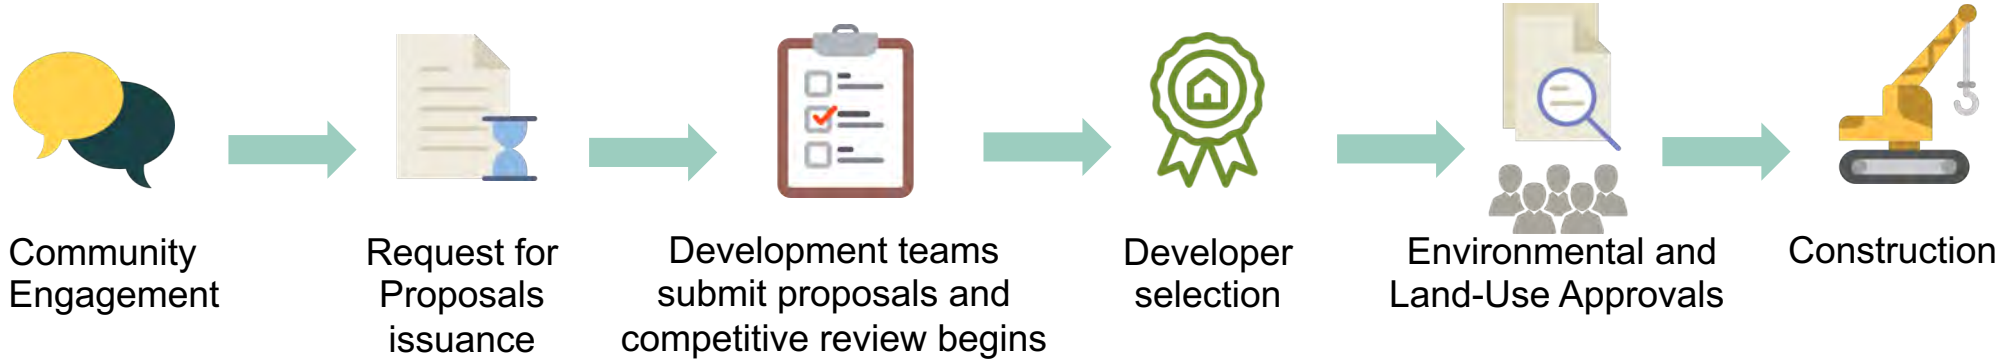 Community
Engagement
Request for
Proposals
issuance
Development teams
submit proposals and
competitive review begins
Developer
selection
Environmental and
Land-Use Approvals
Construction